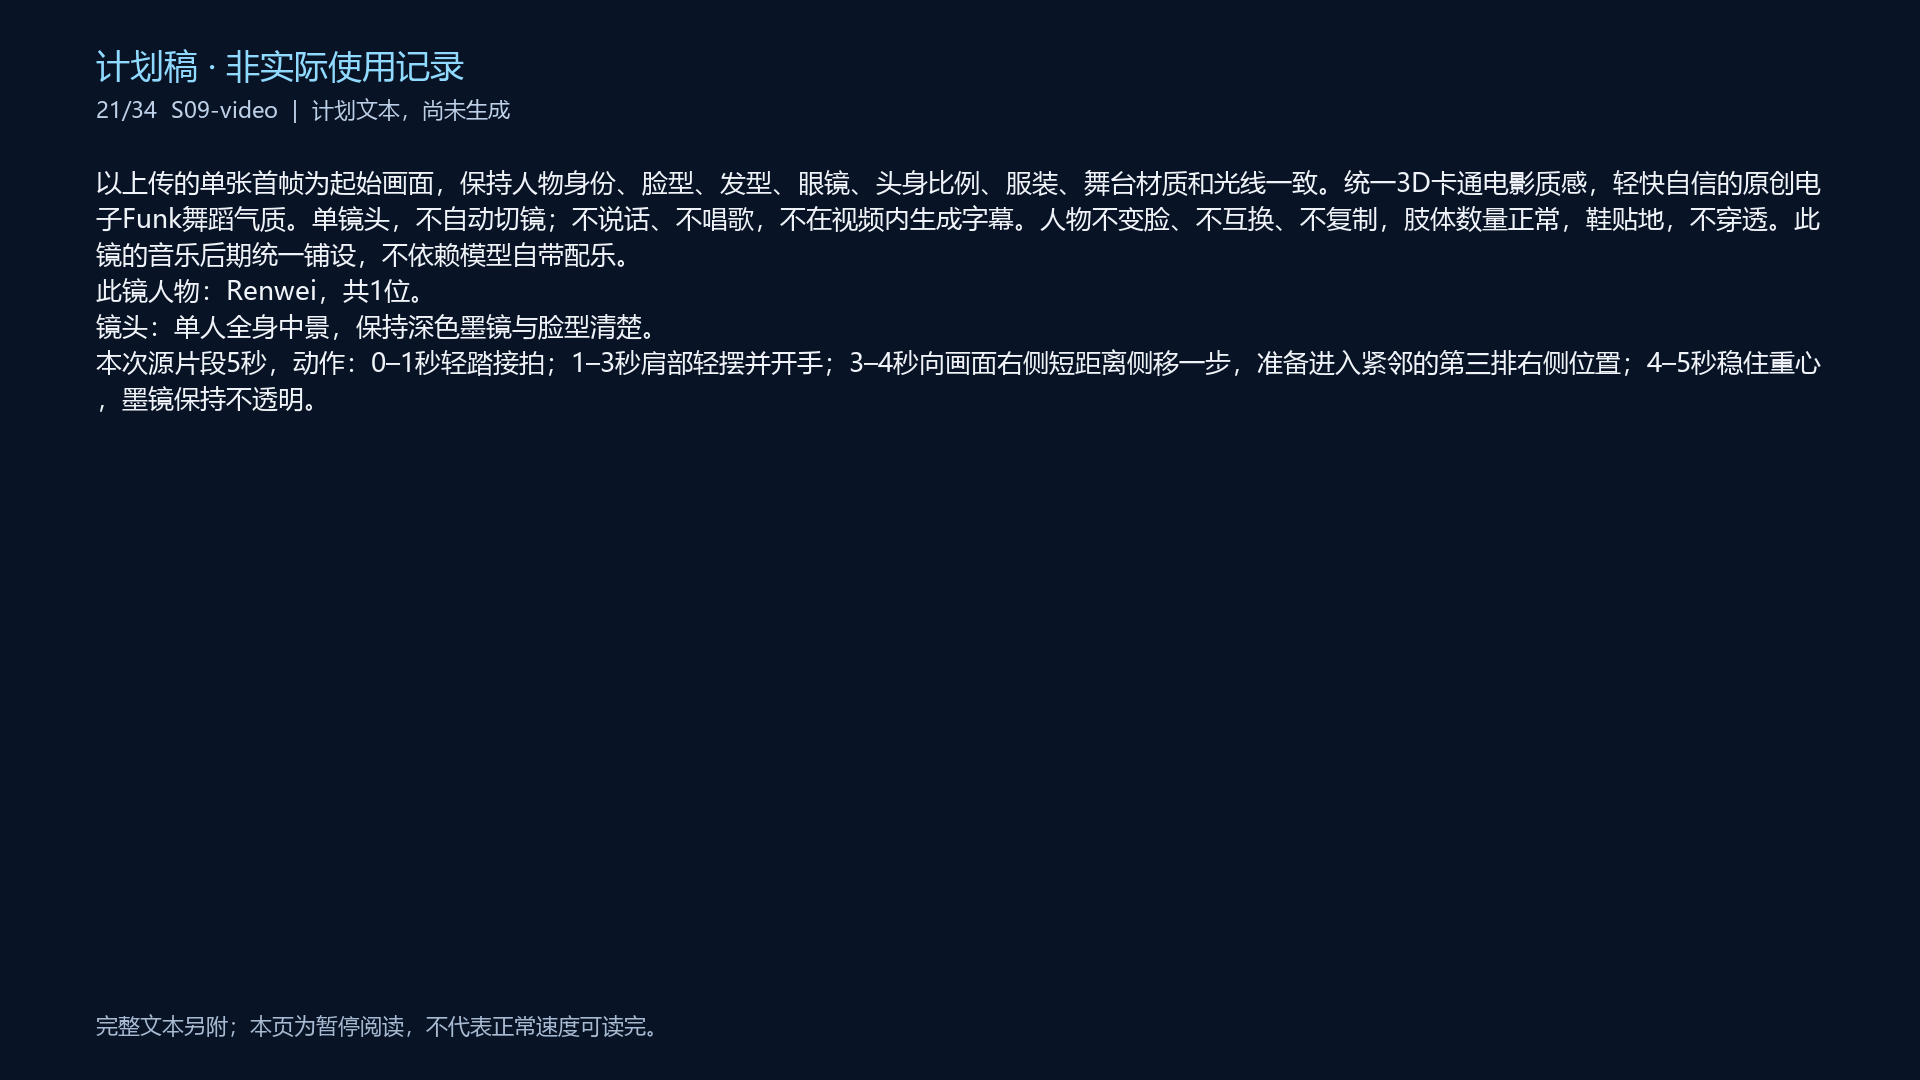 计划稿 · 非实际使用记录
21/34 S09-video | 计划文本，尚未生成
以上传的单张首帧为起始画面，保持人物身份、脸型、发型、眼镜、头身比例、服装、舞台材质和光线一致。统一3D卡通电影质感，轻快自信的原创电
子Funk舞蹈气质。单镜头，不自动切镜；不说话、不唱歌，不在视频内生成字幕。人物不变脸、不互换、不复制，肢体数量正常，鞋贴地，不穿透。此
镜的音乐后期统一铺设，不依赖模型自带配乐。
此镜人物：Renwei，共1位。
镜头：单人全身中景，保持深色墨镜与脸型清楚。
本次源片段5秒，动作：0–1秒轻踏接拍；1–3秒肩部轻摆并开手；3–4秒向画面右侧短距离侧移一步，准备进入紧邻的第三排右侧位置；4–5秒稳住重心
，墨镜保持不透明。
完整文本另附；本页为暂停阅读，不代表正常速度可读完。